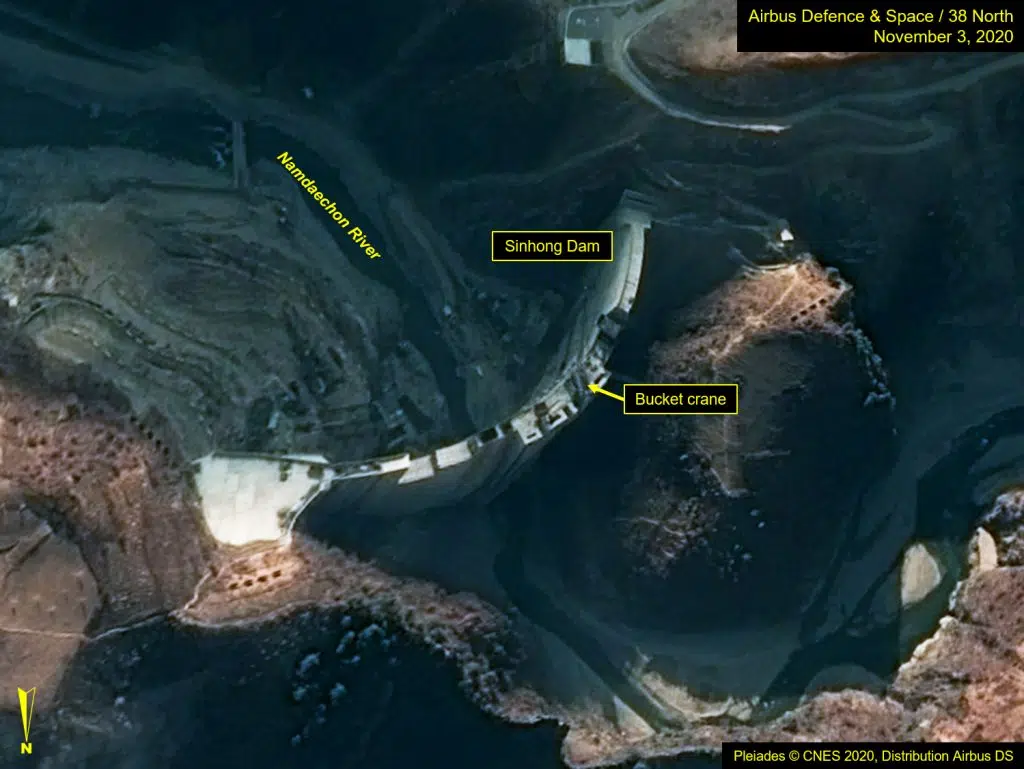 Airbus Defence & Space / 38 North
November 3, 2020
Namdaechon River
Sinhong Dam
Bucket crane
N
Pleiades © CNES 2020, Distribution Airbus DS